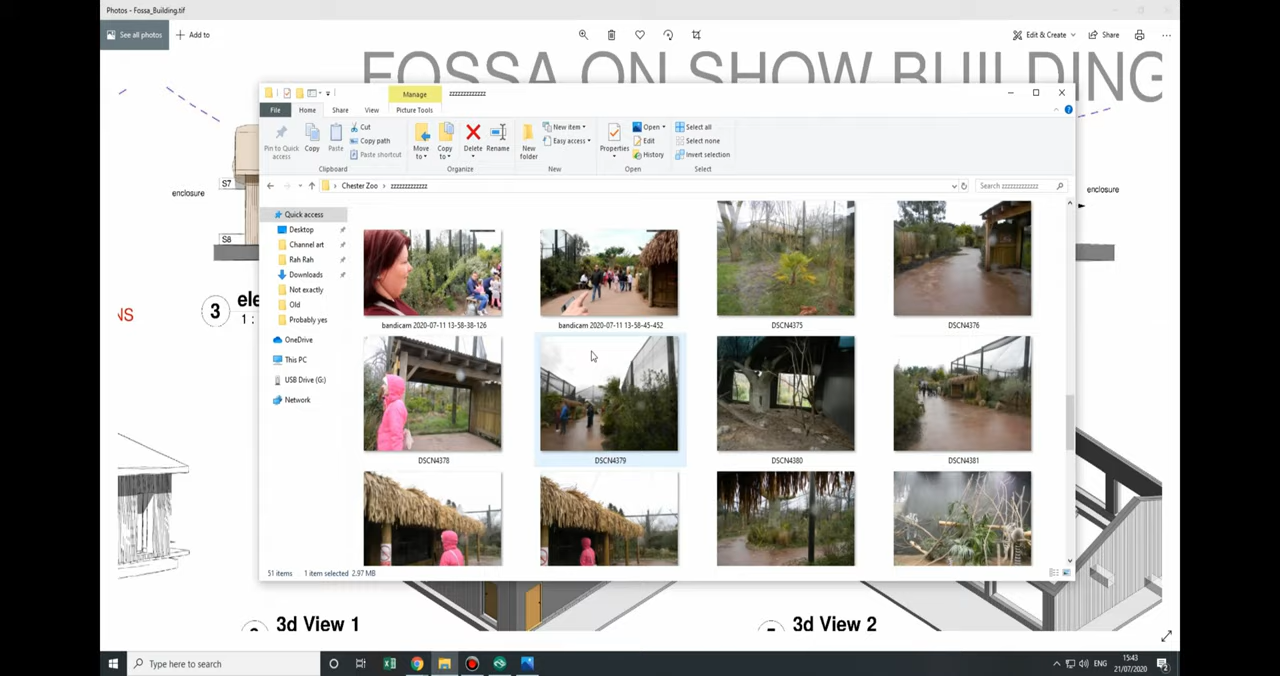 Photos - Fossa_Building.tif
See all photos
Add to
Edit & Create
Share
FOSSA ON SHOW BUILDING
Manage
zzzzzzzzzzzzz
File
Home
Share
View
Picture Tools
Pin to Quick access
Copy
Paste
Cut
Copy path
Paste shortcut
Move to
Copy to
Delete
Rename
New folder
New item
Easy access
Properties
Open
Edit
History
Select all
Select none
Invert selection
Clipboard
Organize
New
Open
Select
Chester Zoo
zzzzzzzzzzzzz
Search zzzzzzzzzzzzz
S7
enclosure
S8
enclosure
NS
3
ele
1 :
Quick access
Desktop
Channel art
Rah Rah
Downloads
Not exactly
Old
Probably yes
OneDrive
This PC
USB Drive (G:)
Network
bandicam 2020-07-11 13-58-38-126
bandicam 2020-07-11 13-58-45-452
DSCN4375
DSCN4376
DSCN4378
DSCN4379
DSCN4380
DSCN4381
51 items
1 item selected 2.97 MB
3d View 1
3d View 2
Type here to search
ENG
15:43
21/07/2020
2